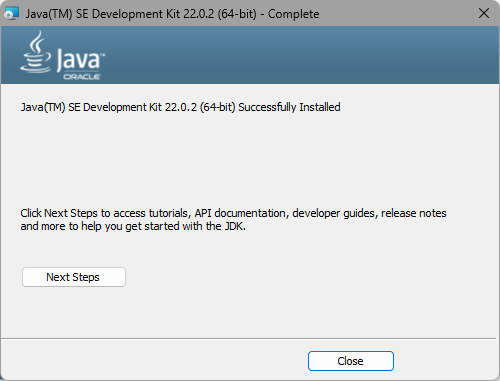 Java(TM) SE Development Kit 22.0.2 (64-bit) - Complete
Java™
ORACLE
Java(TM) SE Development Kit 22.0.2 (64-bit) Successfully Installed
Click Next Steps to access tutorials, API documentation, developer guides, release notes
and more to help you get started with the JDK.
Next Steps
Close